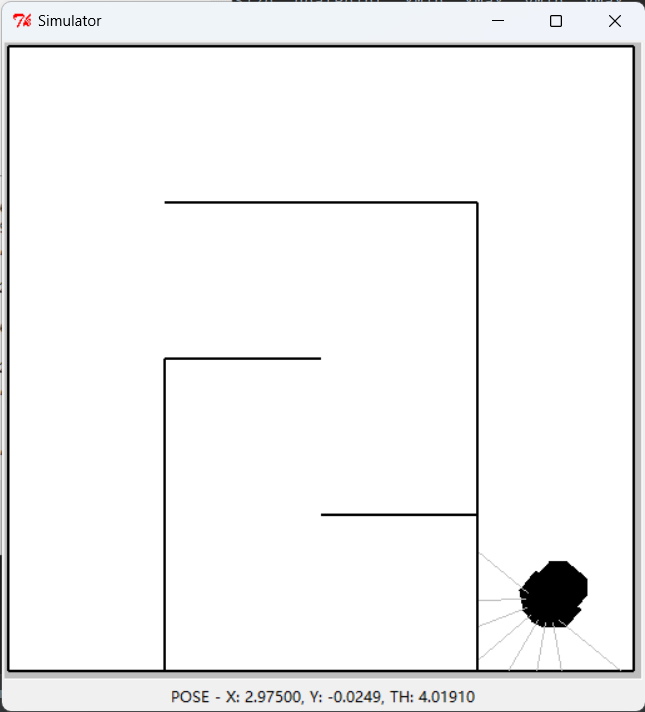 Simulator
POSE - X: 2.97500, Y: -0.0249, TH: 4.01910